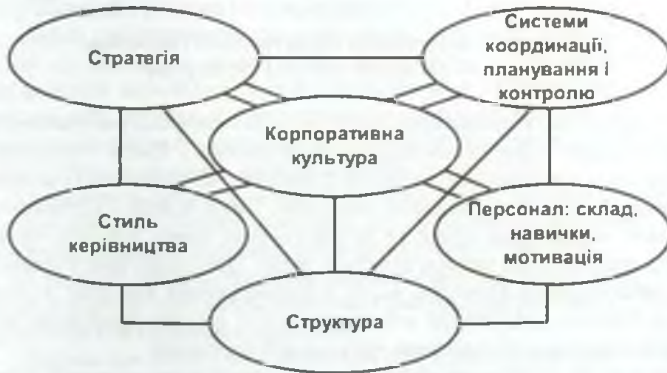 Стратегія
Системи
координації,
планування і
контролю
Корпоративна
культура
Стиль
керівництва
Персонал: склад,
навички,
мотивація
Структура